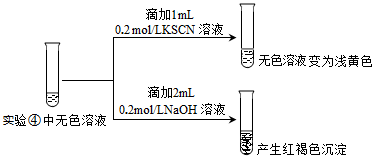 滴加1mL
0.2mol/LKSCN 溶液
无色溶液变为浅黄色
实验④中无色溶液
滴加2mL
0.2mol/LNaOH 溶液
产生红褐色沉淀